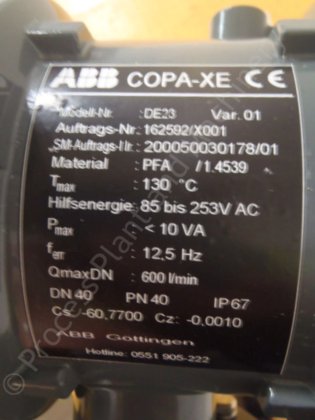 ABB COPA-XE CE
Modell-Nr. : DE23 Var. 01
Auftrags-Nr.: 162592/X001
SM-Auftrags-Nr.: 200050030178/01
Material : PFA /1.4539
Tmax : 130 °C
Hilfsenergie: 85 bis 253V AC
Pmax : < 10 VA
ferr : 12,5 Hz
QmaxDN : 600 l/min
DN 40 PN 40 IP 67
Cs: -60,7700 Cz: -0,0010
ABB Göttingen
Hotline: 0551 905-222